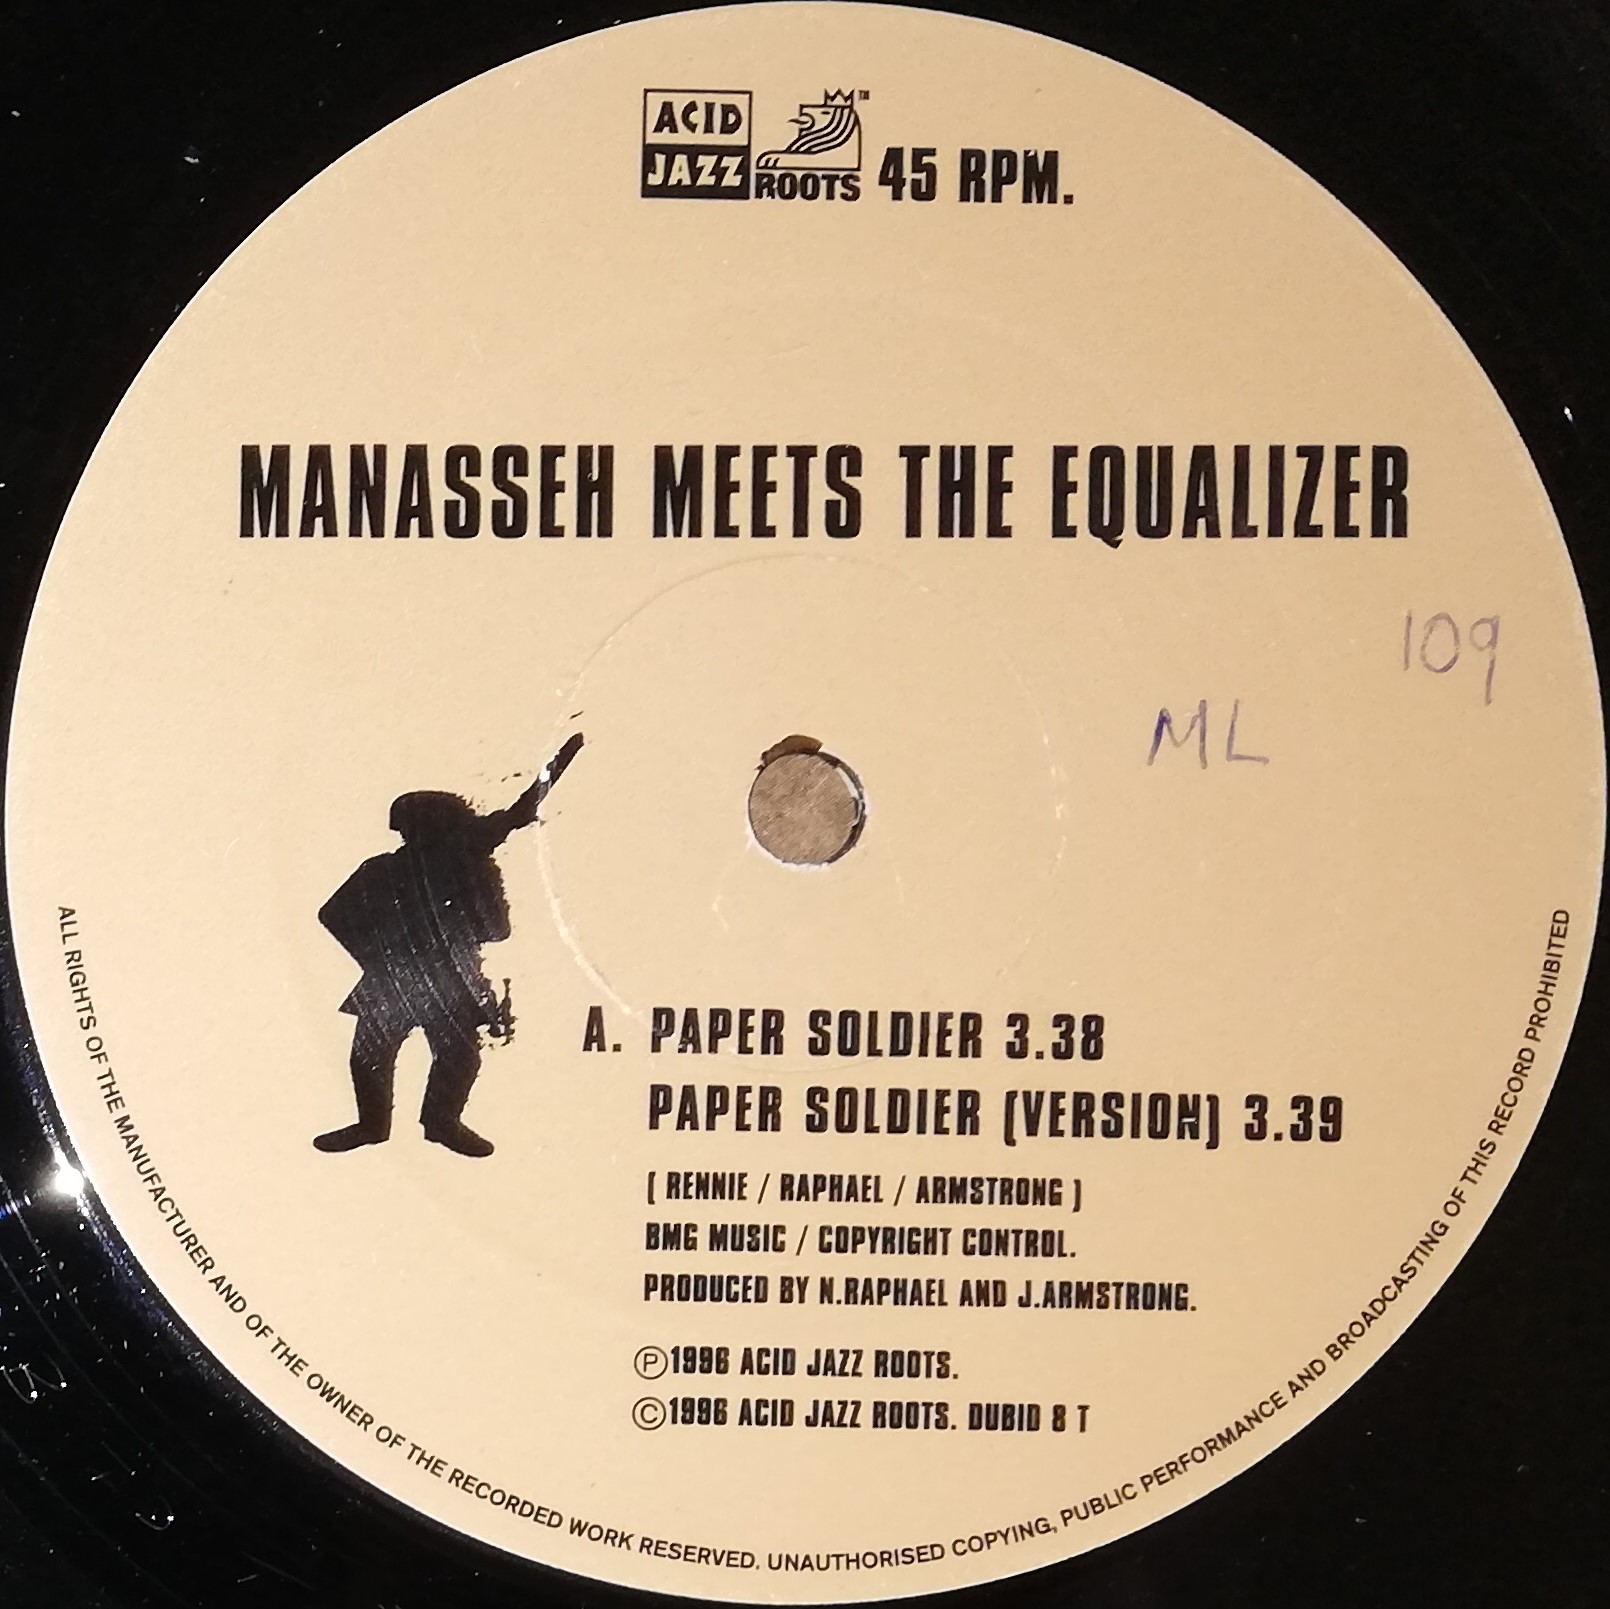 ACID
JAZZ
ROOTS
TM
45 RPM.
MANASSEH MEETS THE EQUALIZER
109
ML
A. PAPER SOLDIER 3.38
PAPER SOLDIER (VERSION) 3.39
( RENNIE / RAPHAEL / ARMSTRONG )
BMG MUSIC / COPYRIGHT CONTROL.
PRODUCED BY N.RAPHAEL AND J.ARMSTRONG.
℗1996 ACID JAZZ ROOTS.
©1996 ACID JAZZ ROOTS. DUBID 8 T
ALL RIGHTS OF THE MANUFACTURER AND OF THE OWNER OF THE RECORDED WORK RESERVED. UNAUTHORISED COPYING, PUBLIC PERFORMANCE AND BROADCASTING OF THIS RECORD PROHIBITED